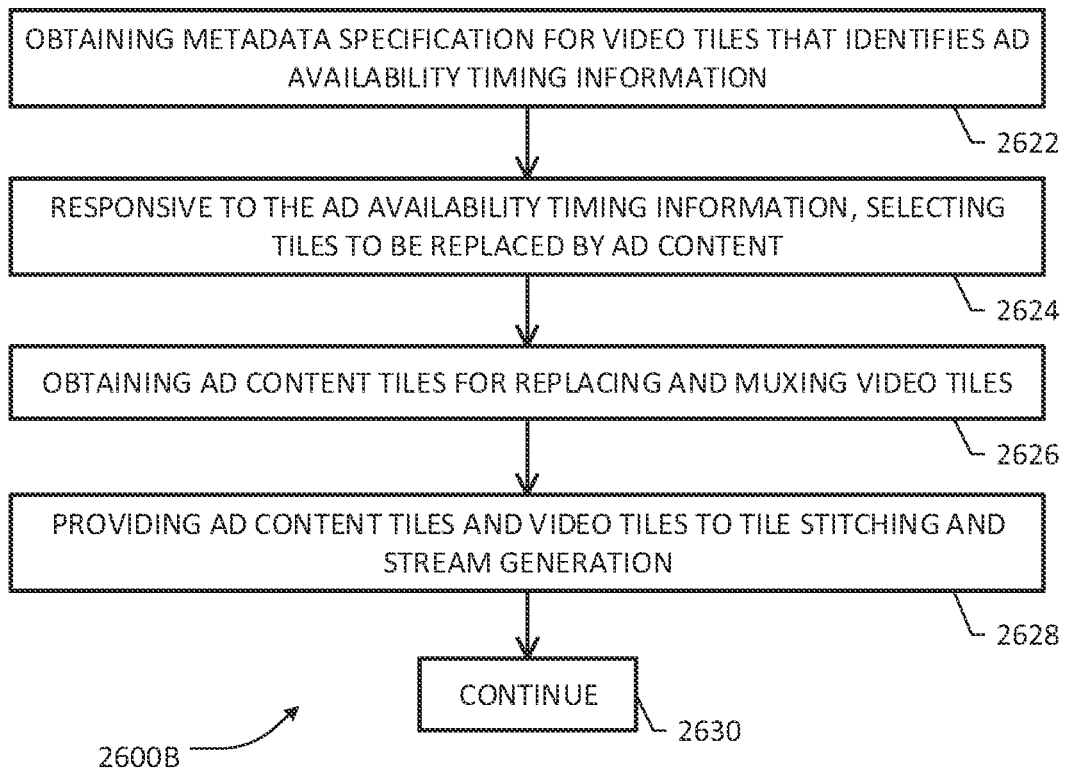 OBTAINING METADATA SPECIFICATION FOR VIDEO TILES THAT IDENTIFIES AD
AVAILABILITY TIMING INFORMATION
2622
RESPONSIVE TO THE AD AVAILABILITY TIMING INFORMATION, SELECTING
TILES TO BE REPLACED BY AD CONTENT
2624
OBTAINING AD CONTENT TILES FOR REPLACING AND MUXING VIDEO TILES
2626
PROVIDING AD CONTENT TILES AND VIDEO TILES TO TILE STITCHING AND
STREAM GENERATION
2628
CONTINUE
2630
2600B